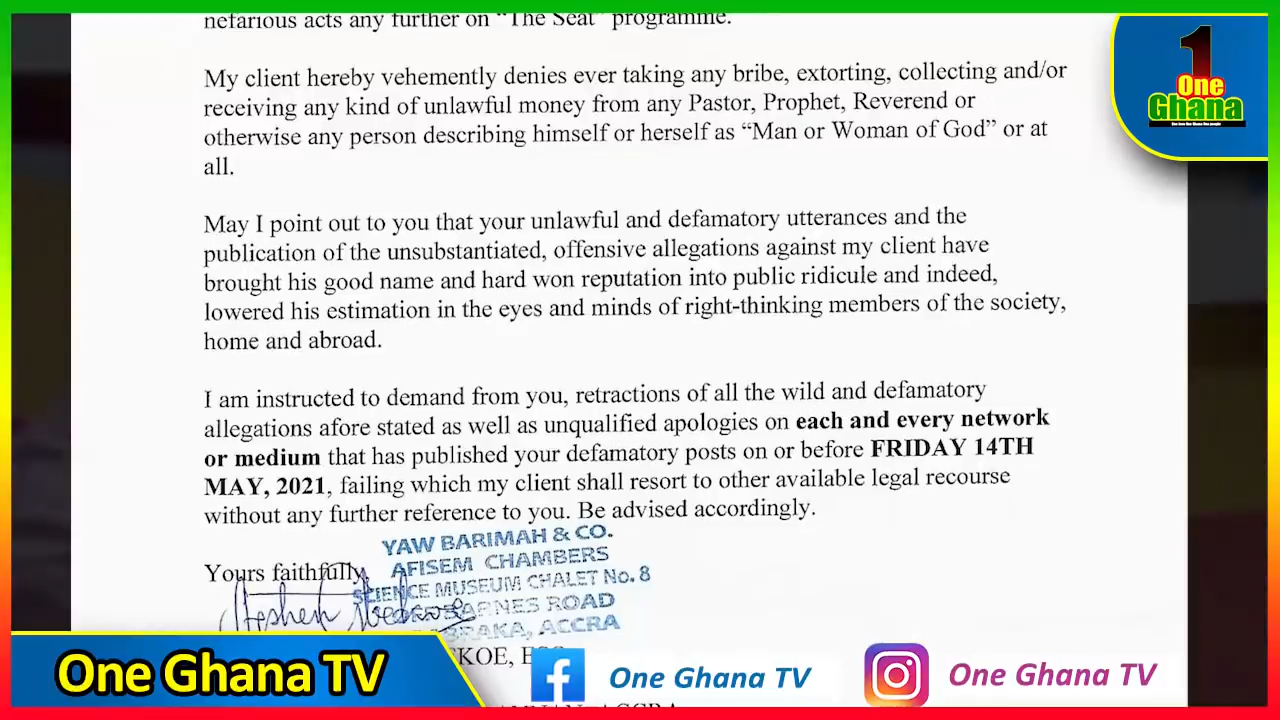 nefarious acts any further on "The Seat" programme.
My client hereby vehemently denies ever taking any bribe, extorting, collecting and/or
receiving any kind of unlawful money from any Pastor, Prophet, Reverend or
otherwise any person describing himself or herself as "Man or Woman of God" or at
all.
May I point out to you that your unlawful and defamatory utterances and the
publication of the unsubstantiated, offensive allegations against my client have
brought his good name and hard won reputation into public ridicule and indeed,
lowered his estimation in the eyes and minds of right-thinking members of the society,
home and abroad.
I am instructed to demand from you, retractions of all the wild and defamatory
allegations afore stated as well as unqualified apologies on each and every network
or medium that has published your defamatory posts on or before FRIDAY 14TH
MAY, 2021, failing which my client shall resort to other available legal recourse
without any further reference to you. Be advised accordingly.
YAW BARIMAH & CO.
AFISEM CHAMBERS
SCIENCE MUSEUM CHALET No. 8
BARNES ROAD
ACCRA
Yours faithfully,
1
One
Ghana
One Ghana TV
One Ghana TV
One Ghana TV